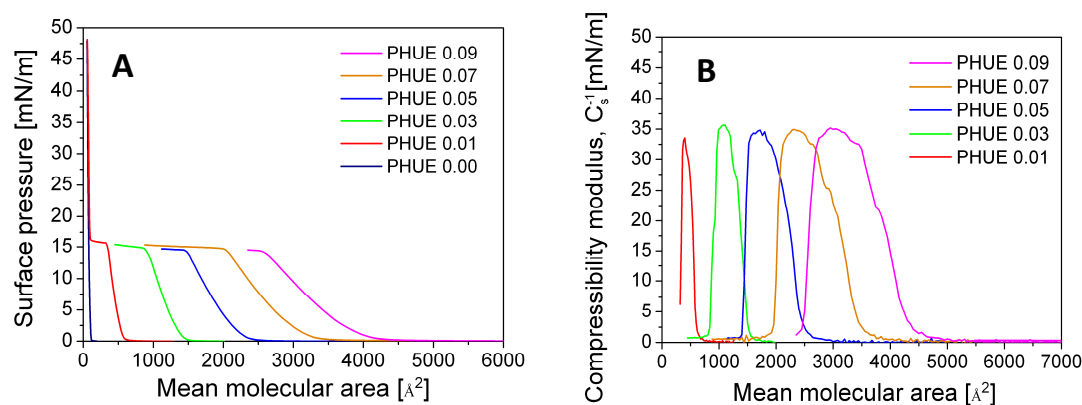 A
Surface pressure [mN/m]
50
45
40
35
30
25
20
15
10
5
0
PHUE 0.09
PHUE 0.07
PHUE 0.05
PHUE 0.03
PHUE 0.01
PHUE 0.00
0 1000 2000 3000 4000 5000 6000
Mean molecular area [Å²]
B
Compressibility modulus, Cₛ⁻¹ [mN/m]
50
45
40
35
30
25
20
15
10
5
0
PHUE 0.09
PHUE 0.07
PHUE 0.05
PHUE 0.03
PHUE 0.01
0 1000 2000 3000 4000 5000 6000 7000
Mean molecular area [Å²]